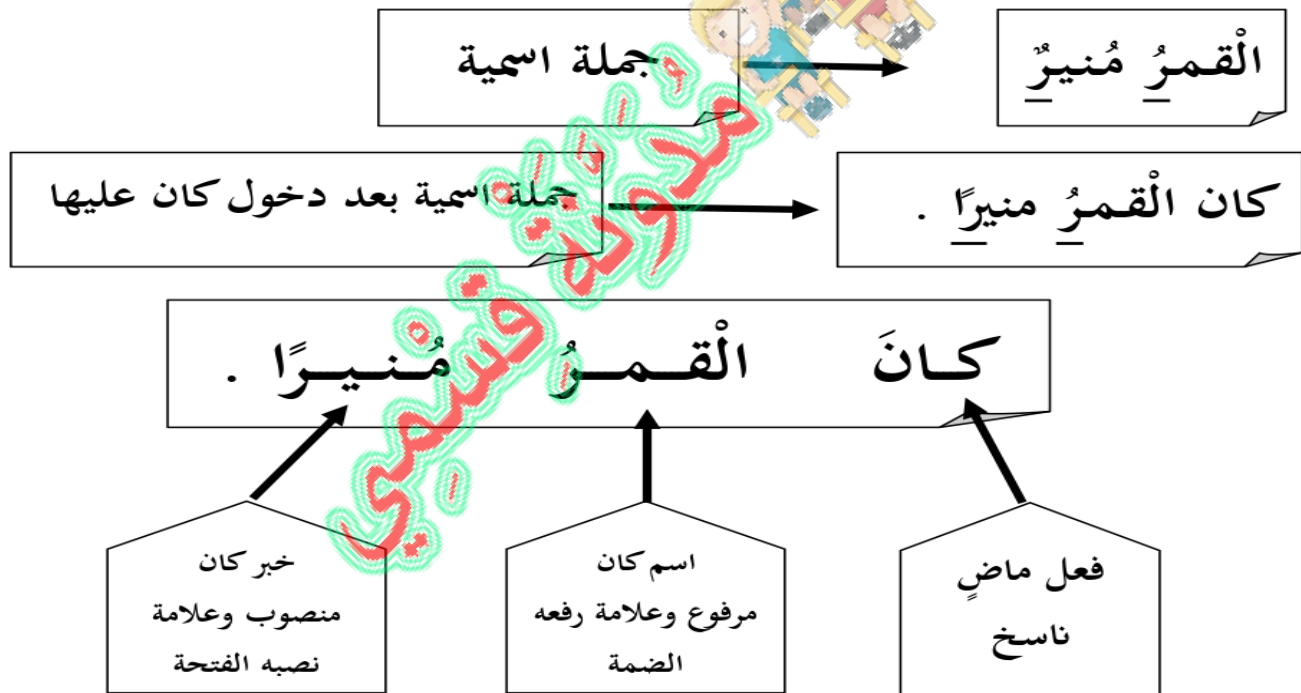 الْقمرُ مُنيرٌ
جملة اسمية
كان الْقمرُ منيرًا .
جملة اسمية بعد دخول كان عليها
كـانَ الْقـمـرُ مُـنـيـرًا .
فعل ماضٍ
ناسخ
اسم كان
مرفوع وعلامة رفعه
الضمة
خبر كان
منصوب وعلامة
نصبه الفتحة
مُدَوَّنَةِ قِسْمِي